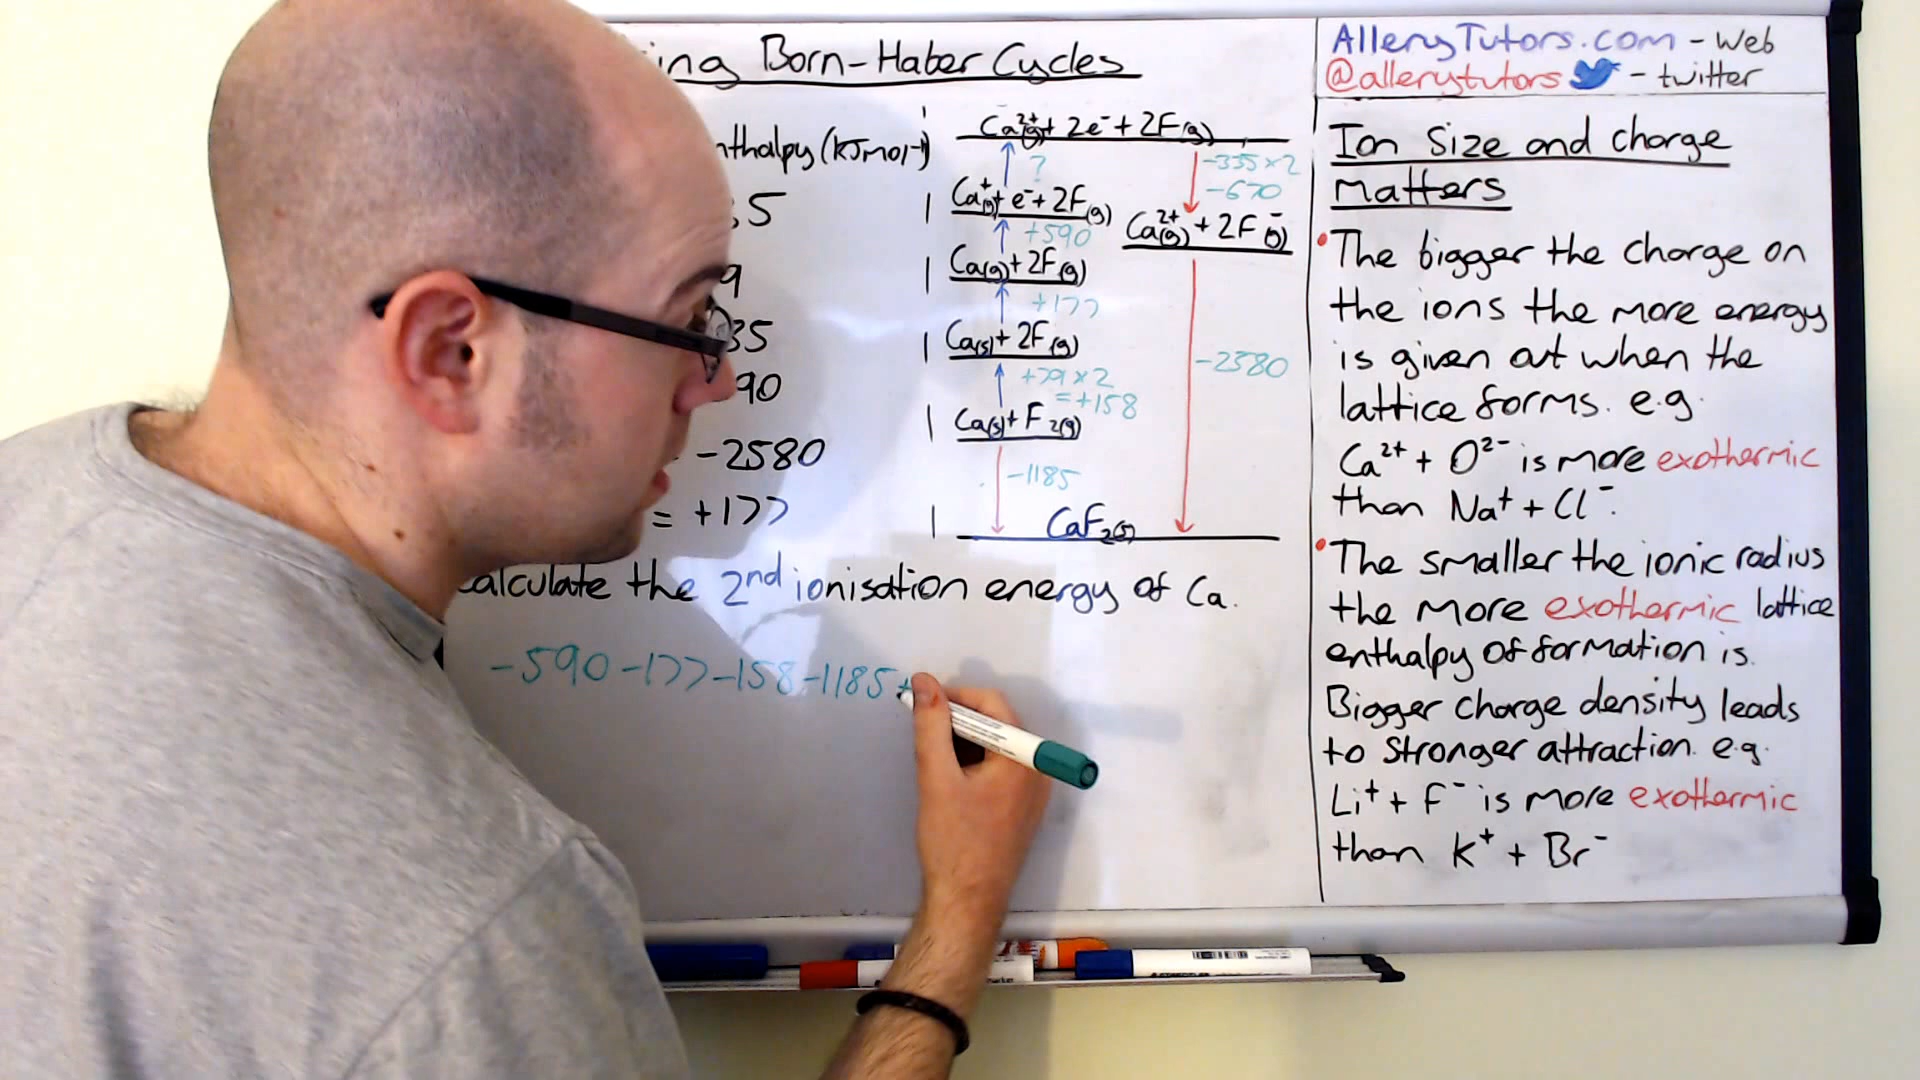 ing Born-Haber Cycles
nthalpy (kJmol-1)
5
9
35
90
-2580
= +177
alculate the 2nd ionisation energy of Ca.
-590-177-158-1185+
Ca²⁺(g)+ 2e⁻+ 2F(g)
?
Ca⁺(g)+ e⁻+ 2F(g)
+590
Ca(g)+ 2F(g)
+177
Ca(s)+ 2F(g)
+79×2
=+158
Ca(s)+ F2(g)
-1185
CaF2(s)
-335×2
-670
Ca²⁺(g) + 2F⁻(g)
-2580
AlleryTutors.com - Web
@allerytutors - twitter
Ion Size and charge
matters
•The bigger the charge on
the ions the more energy
is given out when the
lattice forms. e.g.
Ca²⁺ + O²⁻ is more exothermic
than Na⁺ + Cl⁻.
•The smaller the ionic radius
the more exothermic lattice
enthalpy of formation is.
Bigger charge density leads
to stronger attraction. e.g.
Li⁺ + F⁻ is more exothermic
than K⁺ + Br⁻